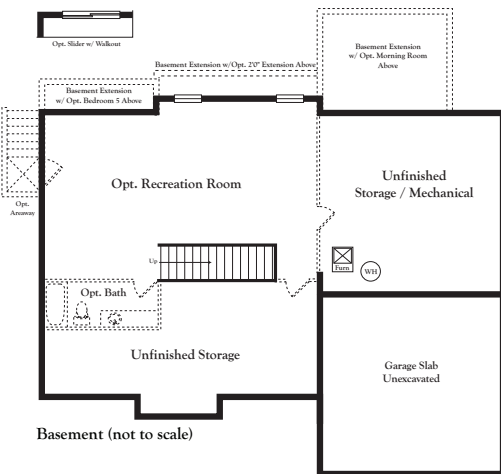 Opt. Slider w/ Walkout
Basement Extension w/Opt. 2'0" Extension Above
Basement Extension
w/ Opt. Morning Room
Above
Basement Extension
w/ Opt. Bedroom 5 Above
Opt. Recreation Room
Unfinished
Storage / Mechanical
Opt.
Areaway
Up
Furn
WH
Opt. Bath
Unfinished Storage
Garage Slab
Unexcavated
Basement (not to scale)